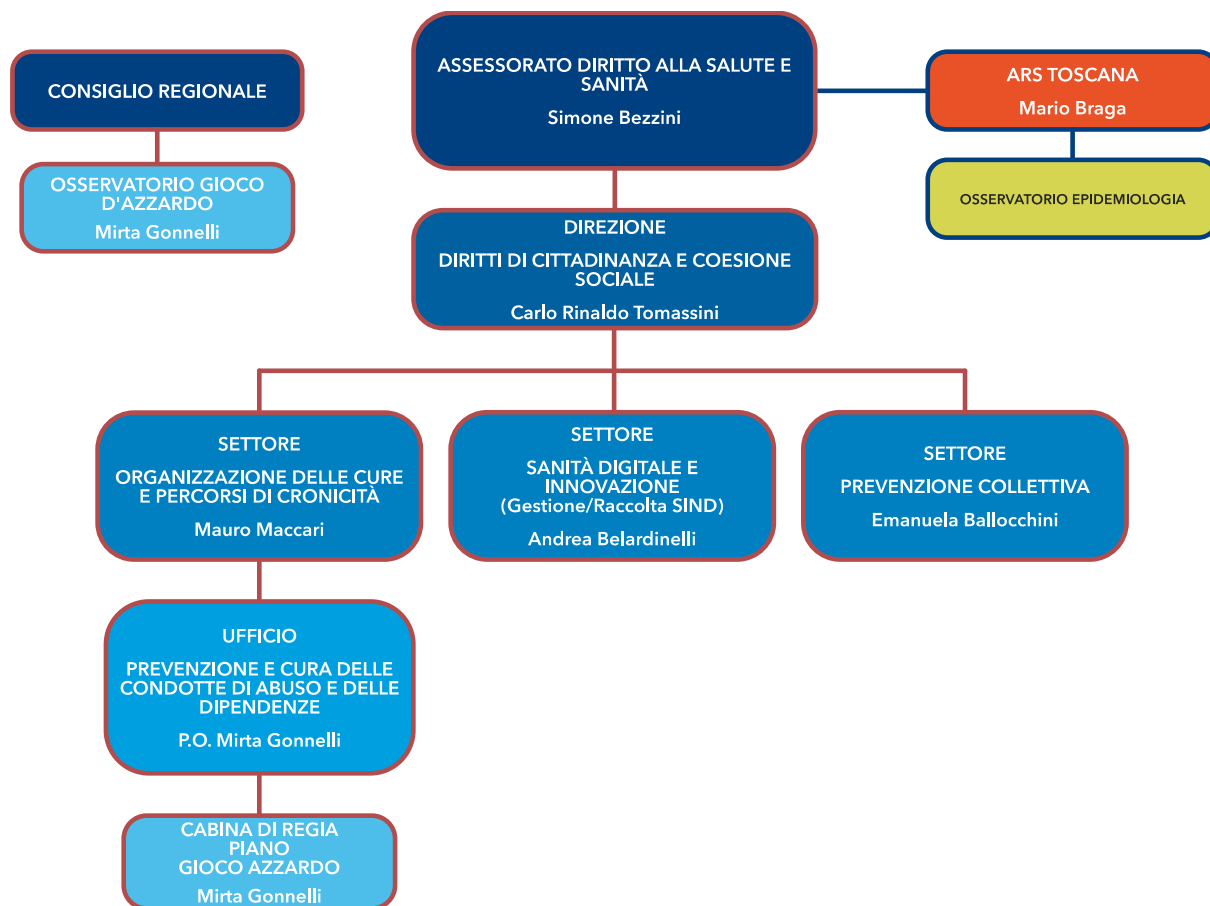 CONSIGLIO REGIONALE
OSSERVATORIO GIOCO
D'AZZARDO
Mirta Gonnelli
ASSESSORATO DIRITTO ALLA SALUTE E
SANITÀ
Simone Bezzini
ARS TOSCANA
Mario Braga
OSSERVATORIO EPIDEMIOLOGIA
DIREZIONE
DIRITTI DI CITTADINANZA E COESIONE
SOCIALE
Carlo Rinaldo Tomassini
SETTORE
ORGANIZZAZIONE DELLE CURE
E PERCORSI DI CRONICITÀ
Mauro Maccari
SETTORE
SANITÀ DIGITALE E
INNOVAZIONE
(Gestione/Raccolta SIND)
Andrea Belardinelli
SETTORE
PREVENZIONE COLLETTIVA
Emanuela Ballocchini
UFFICIO
PREVENZIONE E CURA DELLE
CONDOTTE DI ABUSO E DELLE
DIPENDENZE
P.O. Mirta Gonnelli
CABINA DI REGIA
PIANO
GIOCO AZZARDO
Mirta Gonnelli